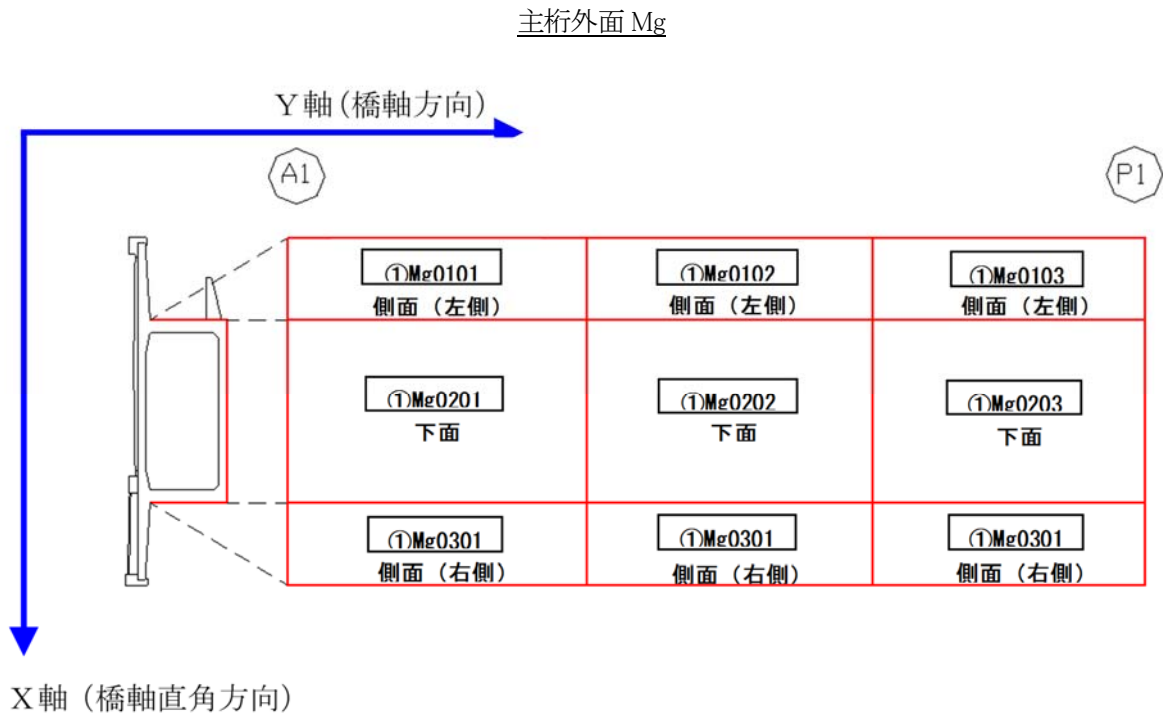 主桁外面 Mg
Y軸(橋軸方向)
A1
P1
①Mg0101
①Mg0102
①Mg0103
側面（左側）
側面（左側）
側面（左側）
①Mg0201
①Mg0202
①Mg0203
下面
下面
下面
①Mg0301
①Mg0301
①Mg0301
側面（右側）
側面（右側）
側面（右側）
X軸（橋軸直角方向）